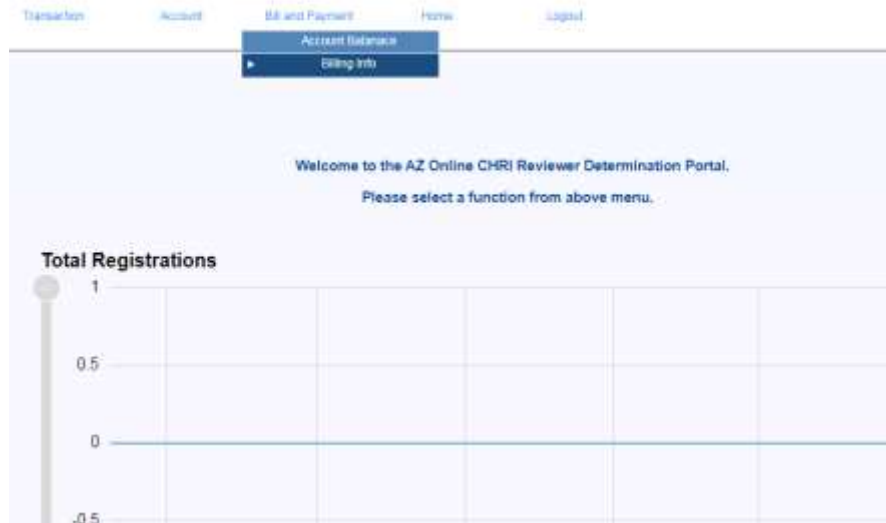 Transaction Account Bill and Payment Home Logout
Account Balanace
Billing Info
Welcome to the AZ Online CHRI Reviewer Determination Portal.
Please select a function from above menu.
Total Registrations
1
0.5
0
-0.5